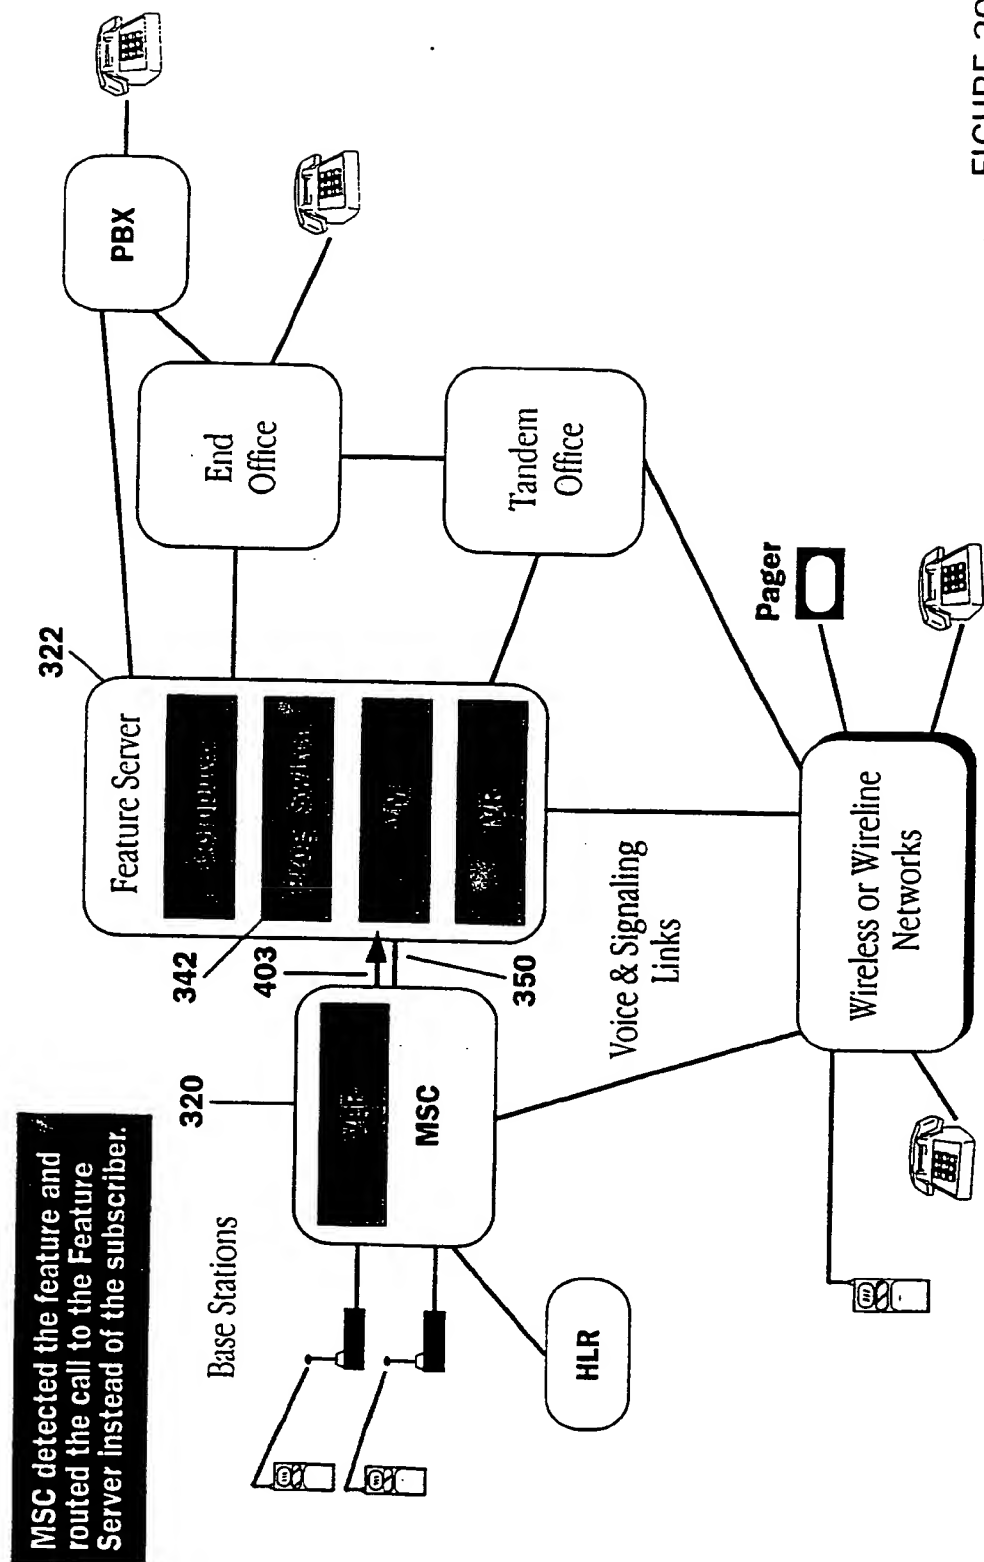 MSC detected the feature and
routed the call to the Feature
Server instead of the subscriber.
Base Stations
320
MSC
HLR
342
403
350
322
Feature Server
Voice & Signaling
Links
End
Office
Tandem
Office
PBX
Pager
Wireless or Wireline
Networks
FIGURE